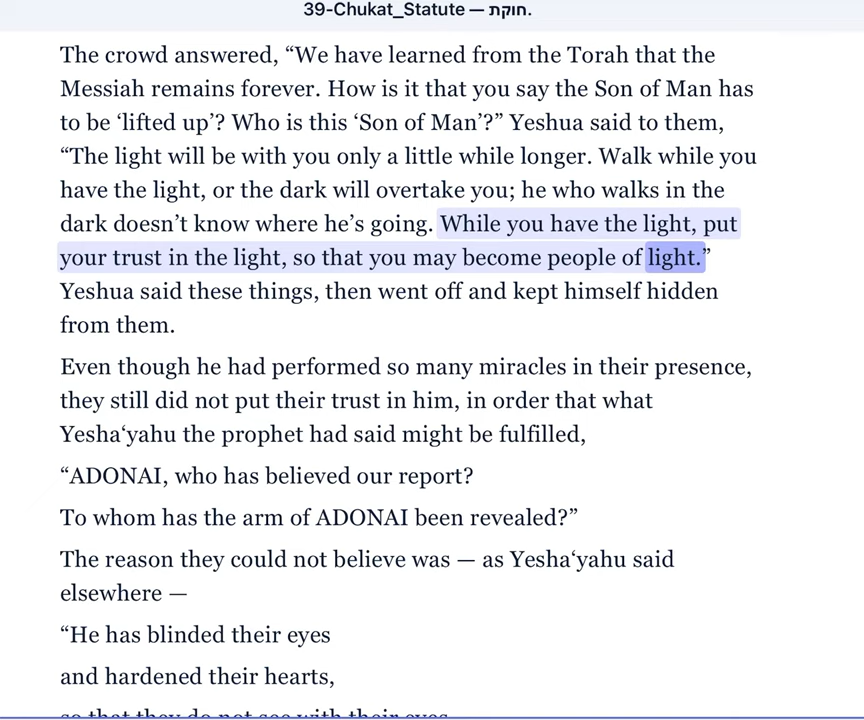 39-Chukat_Statute — חוקת.
The crowd answered, “We have learned from the Torah that the
Messiah remains forever. How is it that you say the Son of Man has
to be ‘lifted up’? Who is this ‘Son of Man’?” Yeshua said to them,
“The light will be with you only a little while longer. Walk while you
have the light, or the dark will overtake you; he who walks in the
dark doesn’t know where he’s going. While you have the light, put
your trust in the light, so that you may become people of light.”
Yeshua said these things, then went off and kept himself hidden
from them.
Even though he had performed so many miracles in their presence,
they still did not put their trust in him, in order that what
Yesha‘yahu the prophet had said might be fulfilled,
“ADONAI, who has believed our report?
To whom has the arm of ADONAI been revealed?”
The reason they could not believe was — as Yesha‘yahu said
elsewhere —
“He has blinded their eyes
and hardened their hearts,
so that they do not see with their eyes